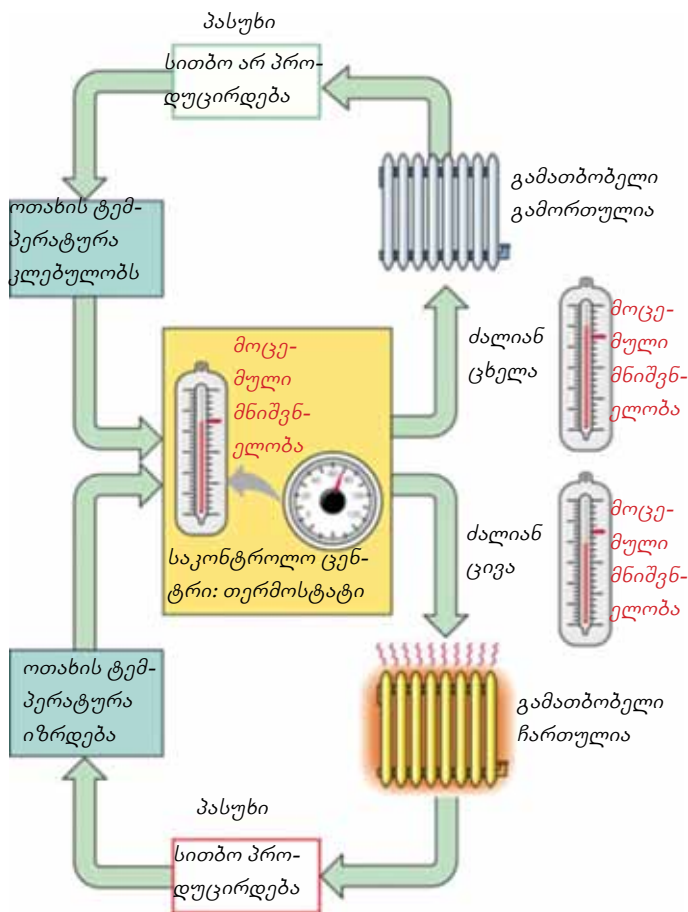 პასუხი
სითბო არ პრო-
დუცირდება
გამათბობელი
გამორთულია
ოთახის ტემ-
პერატურა
კლებულობს
ძალიან
ცხელა
მოცე-
მული
მნიშვნ-
ელობა
მოცე-
მული
მნიშვნ-
ელობა
საკონტროლო ცენ-
ტრი: თერმოსტატი
ძალიან
ცივა
მოცე-
მული
მნიშვნ-
ელობა
ოთახის ტემ-
პერატურა
იზრდება
გამათბობელი
ჩართულია
პასუხი
სითბო პრო-
დუცირდება